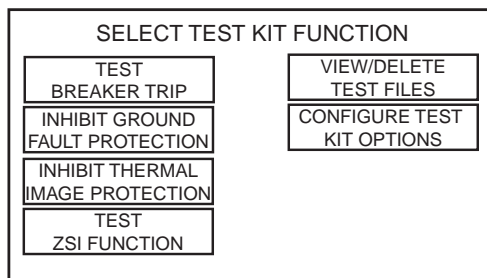 SELECT TEST KIT FUNCTION
TEST
BREAKER TRIP
INHIBIT GROUND
FAULT PROTECTION
INHIBIT THERMAL
IMAGE PROTECTION
TEST
ZSI FUNCTION
VIEW/DELETE
TEST FILES
CONFIGURE TEST
KIT OPTIONS